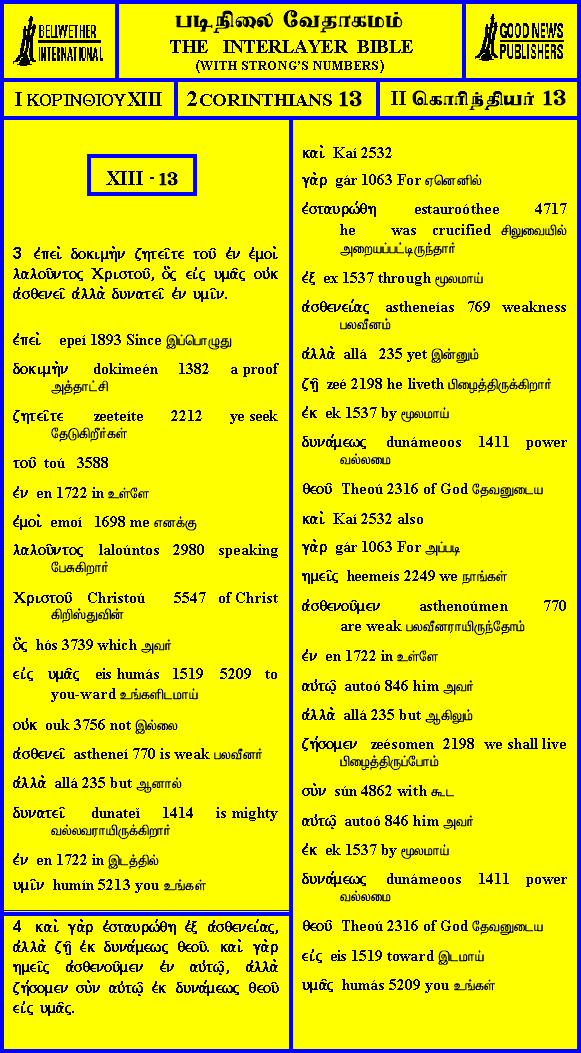 BELLWETHER
INTERNATIONAL
படிநிலை வேதாகமம்
THE INTERLAYER BIBLE
(WITH STRONG'S NUMBERS)
GOOD NEWS
PUBLISHERS
I ΚΟΡΙΝΘΙΟΥ XIII
2 CORINTHIANS 13
II கொரிந்தியர் 13
XIII - 13
3 ἐπεὶ δοκιμὴν ζητεῖτε τοῦ ἐν ἐμοὶ
λαλοῦντος Χριστοῦ, ὃς εἰς υμᾶς οὐκ
ἀσθενεῖ ἀλλὰ δυνατεῖ ἐν υμῖν.
ἐπεὶ epeí 1893 Since இப்பொழுது
δοκιμὴν dokimeén 1382 a proof
அத்தாட்சி
ζητεῖτε zeeteíte 2212 ye seek
தேடுகிறீர்கள்
τοῦ toú 3588
ἐν en 1722 in உள்ளே
ἐμοὶ emoí 1698 me எனக்கு
λαλοῦντος laloúntos 2980 speaking
பேசுகிறார்
Χριστοῦ Christoú 5547 of Christ
கிறிஸ்துவின்
ὃς hós 3739 which அவர்
εἰς υμᾶς eis humás 1519 5209 to
you-ward உங்களிடமாய்
οὐκ ouk 3756 not இல்லை
ἀσθενεῖ astheneí 770 is weak பலவீனர்
ἀλλὰ allá 235 but ஆனால்
δυνατεῖ dunateĭ 1414 is mighty
வல்லவராயிருக்கிறார்
ἐν en 1722 in இடத்தில்
υμῖν humín 5213 you உங்கள்
4 καὶ γὰρ ἐσταυρώθη ἐξ ἀσθενείας,
ἀλλὰ ζῇ ἐκ δυνάμεως θεοῦ. καὶ γὰρ
ημεῖς ἀσθενοῦμεν ἐν αὐτῷ, ἀλλὰ
ζήσομεν σὺν αὐτῷ ἐκ δυνάμεως θεοῦ
εἰς υμᾶς.
καὶ Kaí 2532
γὰρ gár 1063 For ஏனெனில்
ἐσταυρώθη estauroóthee 4717
he was crucified சிலுவையில்
அறையப்பட்டிருந்தார்
ἐξ ex 1537 through மூலமாய்
ἀσθενείας astheneías 769 weakness
பலவீனம்
ἀλλὰ allá 235 yet இன்னும்
ζῇ zeé 2198 he liveth பிழைத்திருக்கிறார்
ἐκ ek 1537 by மூலமாய்
δυνάμεως dunámeoos 1411 power
வல்லமை
θεοῦ Theoú 2316 of God தேவனுடைய
καὶ Kaí 2532 also
γὰρ gár 1063 For அப்படி
ημεῖς heemeís 2249 we நாங்கள்
ἀσθενοῦμεν asthenoúmen 770
are weak பலவீனராயிருந்தோம்
ἐν en 1722 in உள்ளே
αὐτῷ autoó 846 him அவர்
ἀλλὰ allá 235 but ஆகிலும்
ζήσομεν zeésomen 2198 we shall live
பிழைத்திருப்போம்
σὺν sún 4862 with கூட
αὐτῷ autoó 846 him அவர்
ἐκ ek 1537 by மூலமாய்
δυνάμεως dunámeoos 1411 power
வல்லமை
θεοῦ Theoú 2316 of God தேவனுடைய
εἰς eis 1519 toward இடமாய்
υμᾶς humás 5209 you உங்கள்